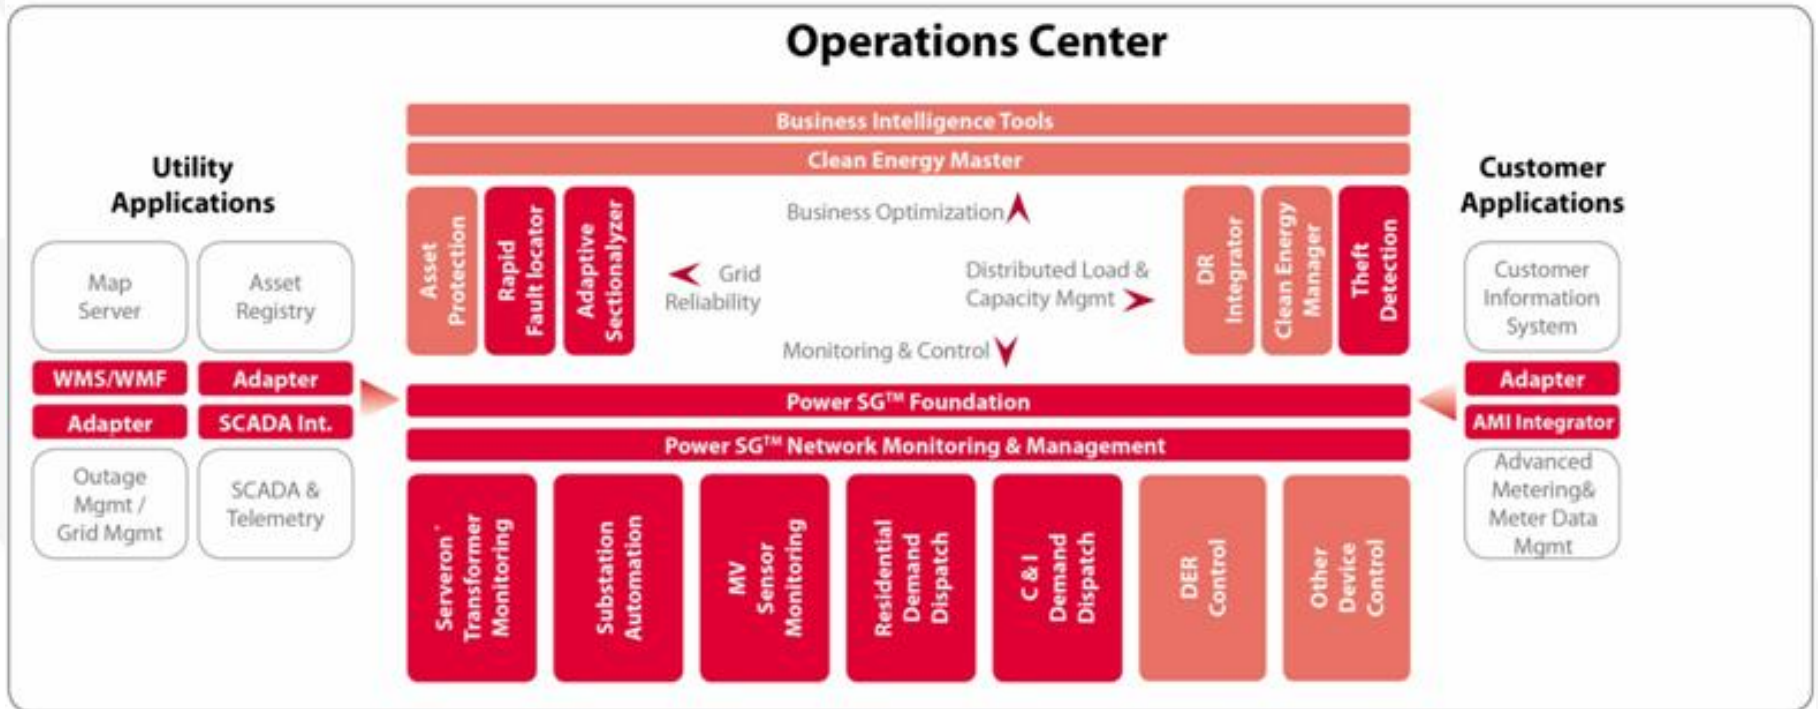 Operations Center
Business Intelligence Tools
Clean Energy Master
Utility
Applications
Map
Server
Asset
Registry
WMS/WMF
Adapter
Adapter
SCADA Int.
Outage
Mgmt /
Grid Mgmt
SCADA &
Telemetry
Asset
Protection
Rapid
Fault locator
Adaptive
Sectionalyzer
Business Optimization
Grid
Reliability
Distributed Load &
Capacity Mgmt
Monitoring & Control
DR
Integrator
Clean Energy
Manager
Theft
Detection
Power SG™ Foundation
Power SG™ Network Monitoring & Management
Serveron*
Transformer
Monitoring
Substation
Automation
MV
Sensor
Monitoring
Residential
Demand
Dispatch
C & I
Demand
Dispatch
DER
Control
Other
Device
Control
Customer
Applications
Customer
Information
System
Adapter
AMI Integrator
Advanced
Metering&
Meter Data
Mgmt